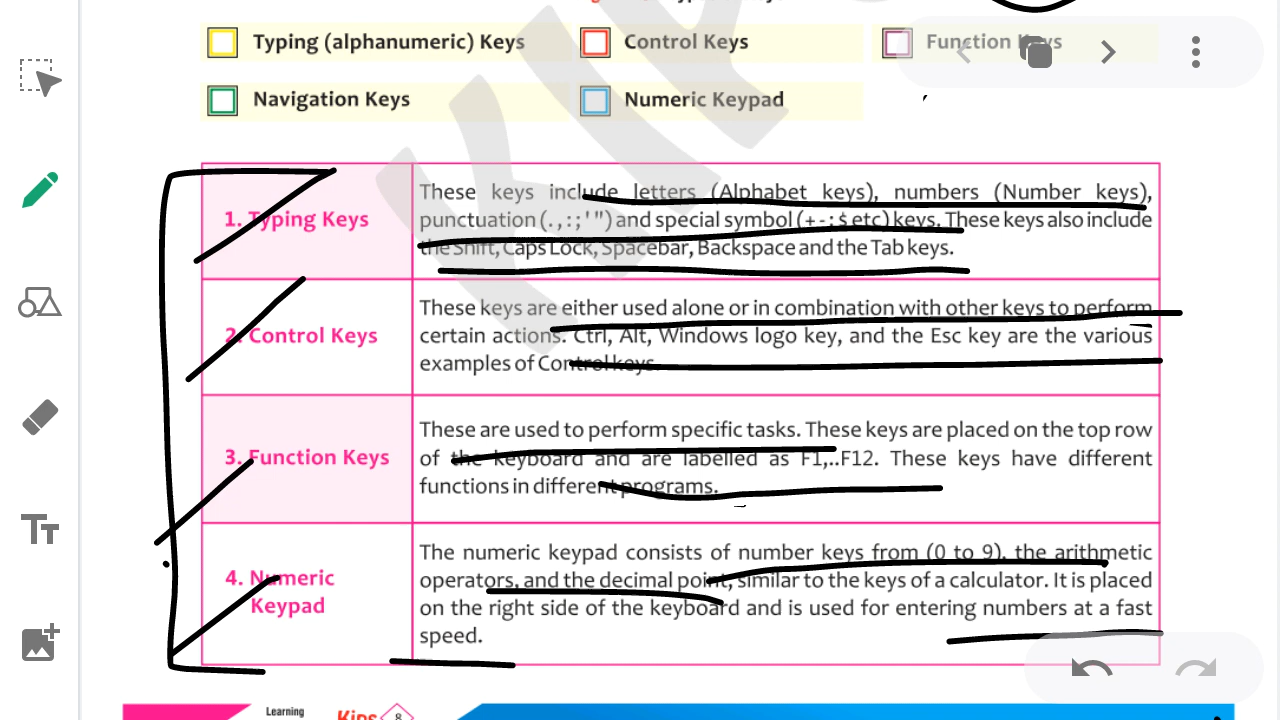 Typing (alphanumeric) Keys Control Keys Function Keys
Navigation Keys Numeric Keypad
1. Typing Keys
These keys include letters (Alphabet keys), numbers (Number keys),
punctuation (.,:;'") and special symbol (+-:$ etc) keys. These keys also include
the Shift, Caps Lock, Spacebar, Backspace and the Tab keys.
2. Control Keys
These keys are either used alone or in combination with other keys to perform
certain actions. Ctrl, Alt, Windows logo key, and the Esc key are the various
examples of Control keys.
3. Function Keys
These are used to perform specific tasks. These keys are placed on the top row
of the keyboard and are labelled as F1,..F12. These keys have different
functions in different programs.
4. Numeric
Keypad
The numeric keypad consists of number keys from (0 to 9), the arithmetic
operators, and the decimal point, similar to the keys of a calculator. It is placed
on the right side of the keyboard and is used for entering numbers at a fast
speed.
Learning
Kips 8
KIP
TT